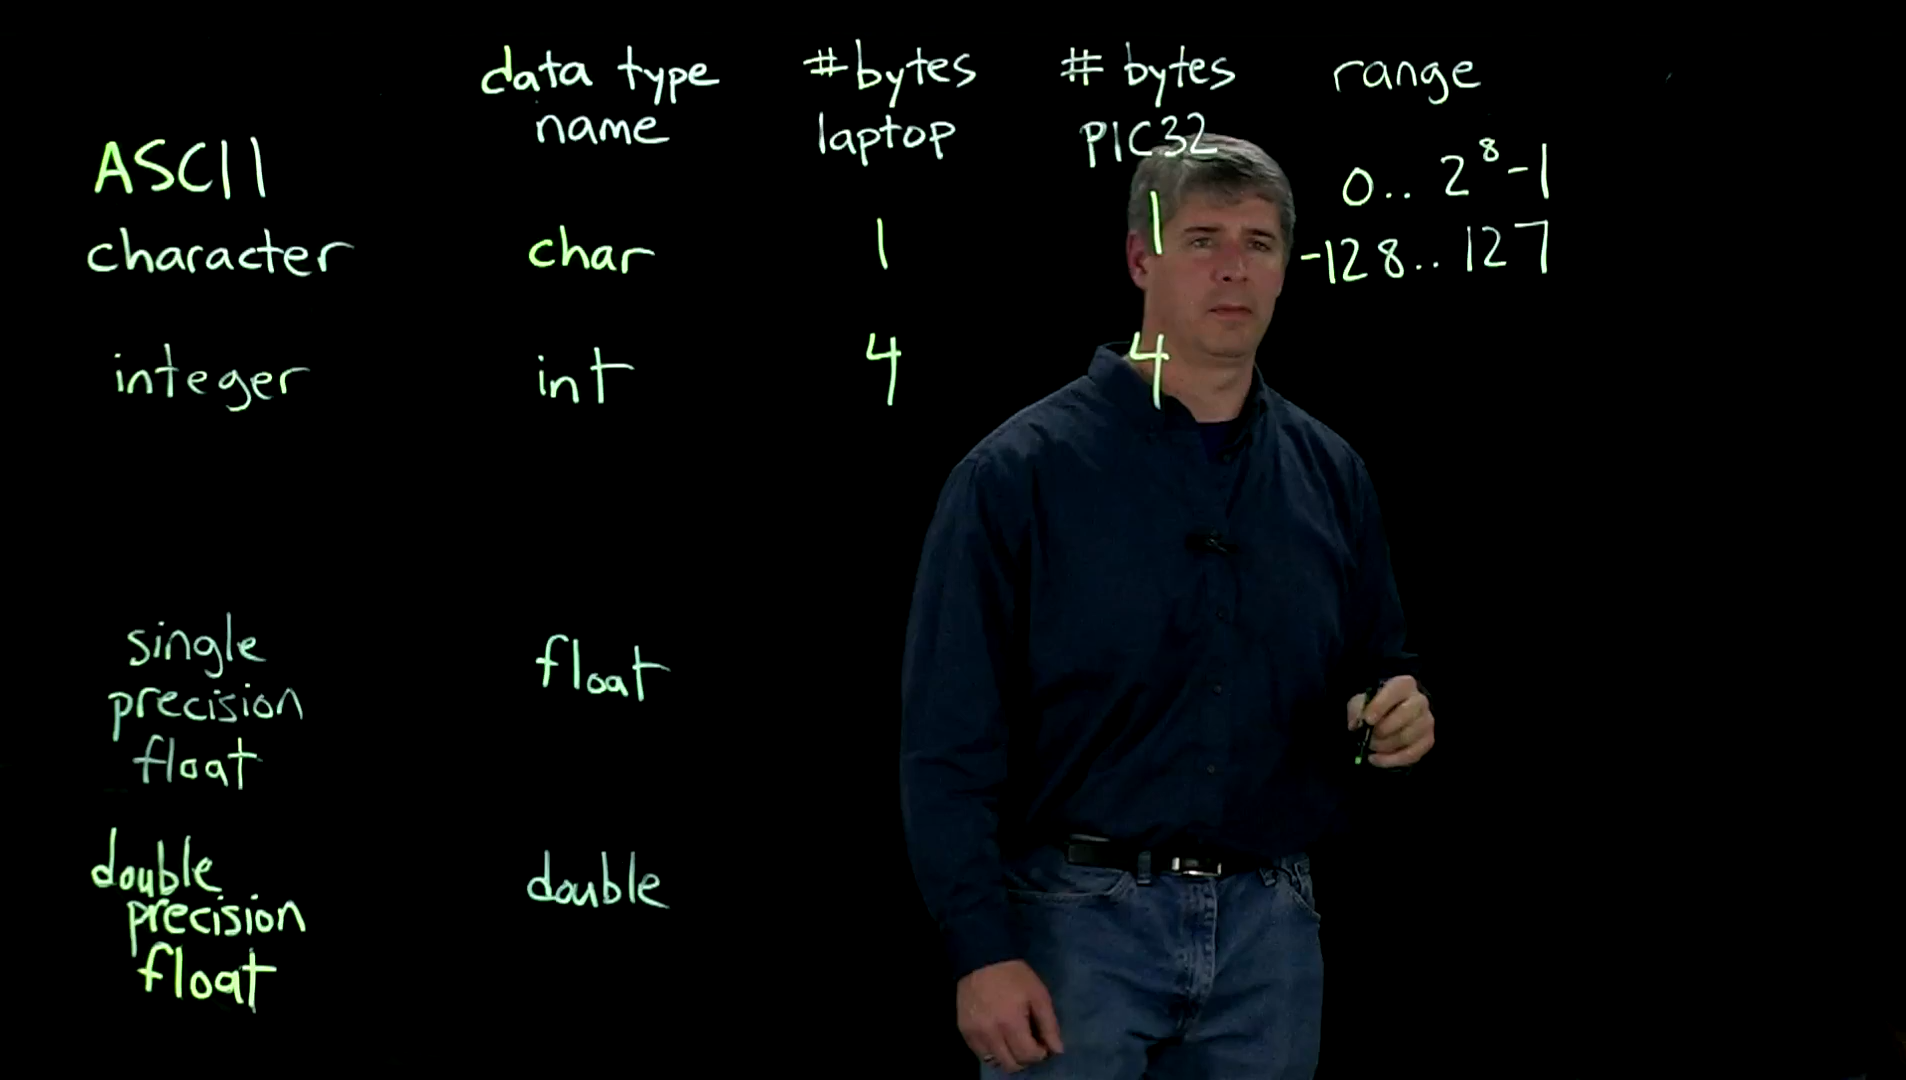 data type name
#bytes laptop
# bytes PIC32
range
ASCII character
char
1
1
0.. 2⁸-1
-128.. 127
integer
int
4
4
single precision float
float
double precision float
double